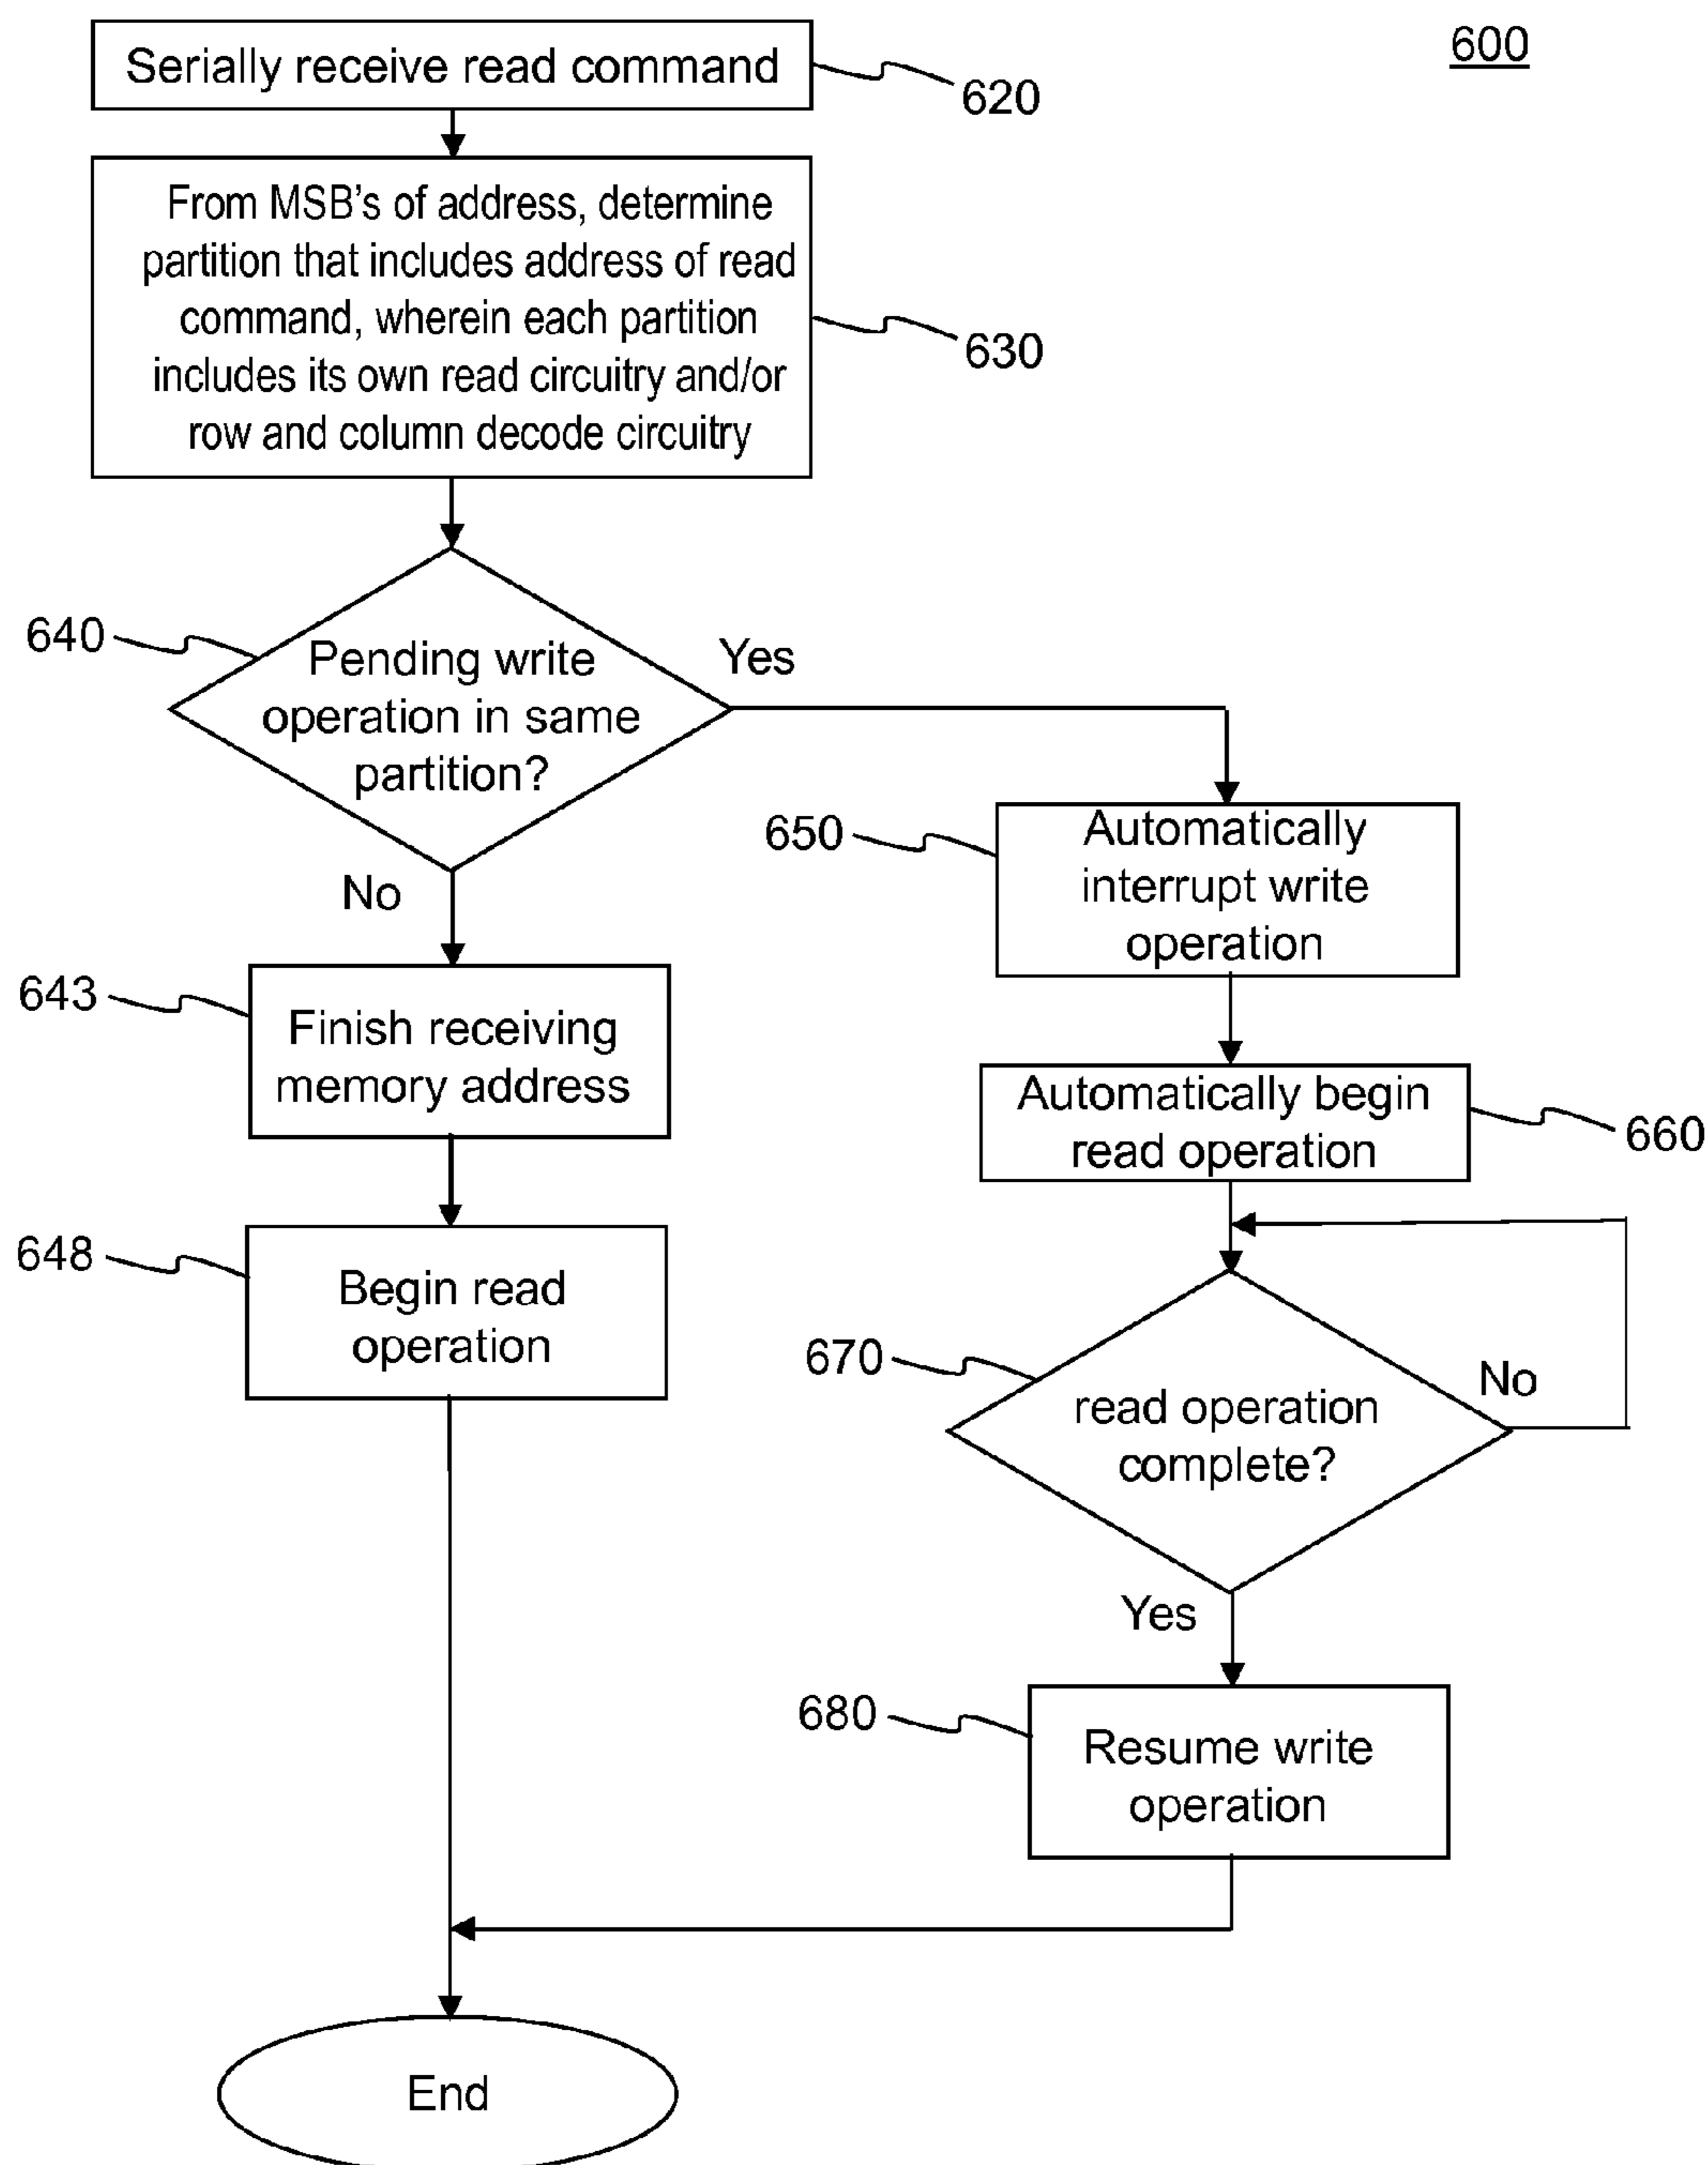 600
Serially receive read command
620
From MSB's of address, determine
partition that includes address of read
command, wherein each partition
includes its own read circuitry and/or
row and column decode circuitry
630
640
Pending write
operation in same
partition?
Yes
No
650
Automatically
interrupt write
operation
643
Finish receiving
memory address
Automatically begin
read operation
660
648
Begin read
operation
670
read operation
complete?
No
Yes
680
Resume write
operation
End